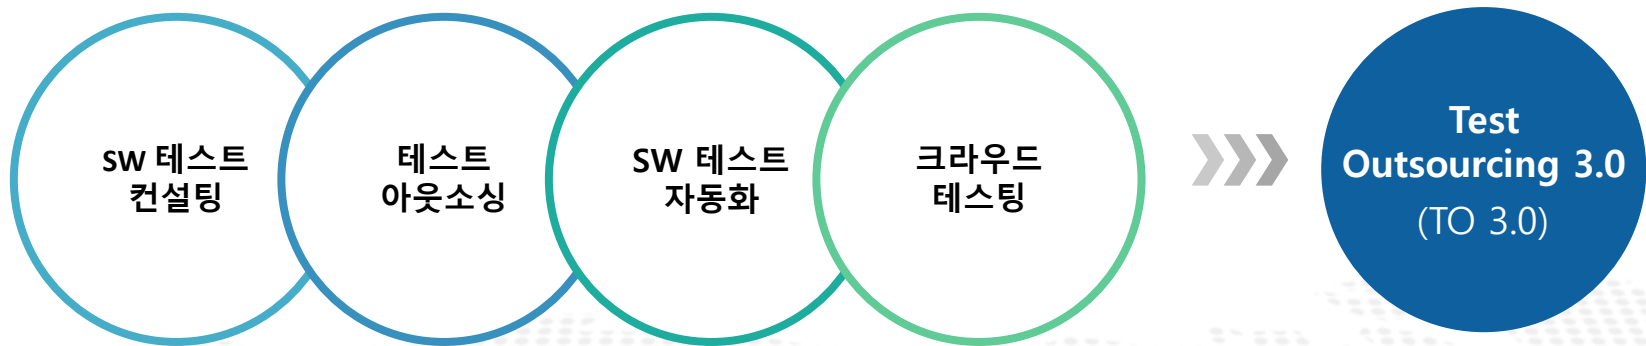 SW 테스트
컨설팅
테스트
아웃소싱
SW 테스트
자동화
크라우드
테스팅
Test
Outsourcing 3.0
(TO 3.0)